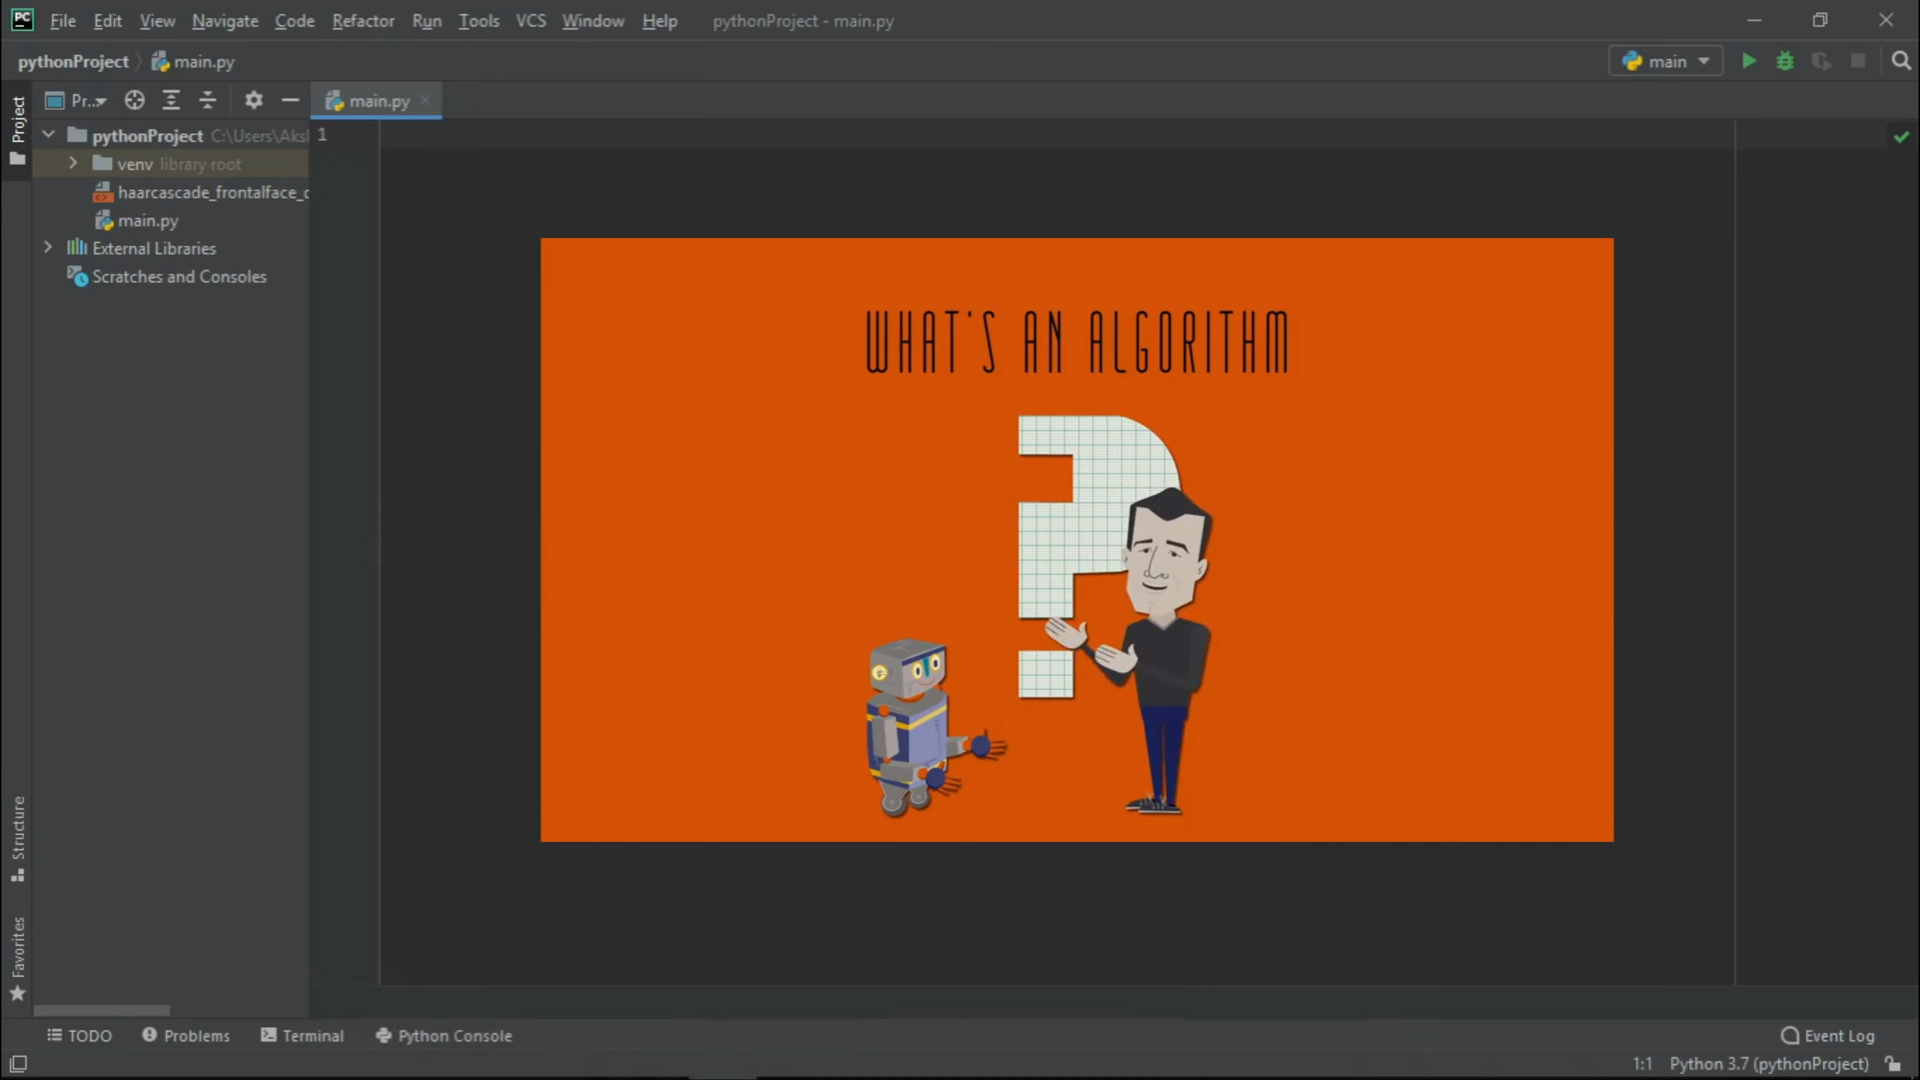 PC File Edit View Navigate Code Refactor Run Tools VCS Window Help pythonProject - main.py
pythonProject main.py main
Project Pr... main.py
pythonProject C:\Users\Aksl 1
venv library root
haarcascade_frontalface_
main.py
External Libraries
Scratches and Consoles
WHAT'S AN ALGORITHM
?
Structure
Favorites
TODO Problems Terminal Python Console Event Log
1:1 Python 3.7 (pythonProject)